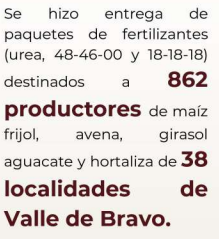 Se hizo entrega de
paquetes de fertilizantes
(urea, 48-46-00 y 18-18-18)
destinados a 862
productores de maíz
frijol, avena, girasol
aguacate y hortaliza de 38
localidades de
Valle de Bravo.